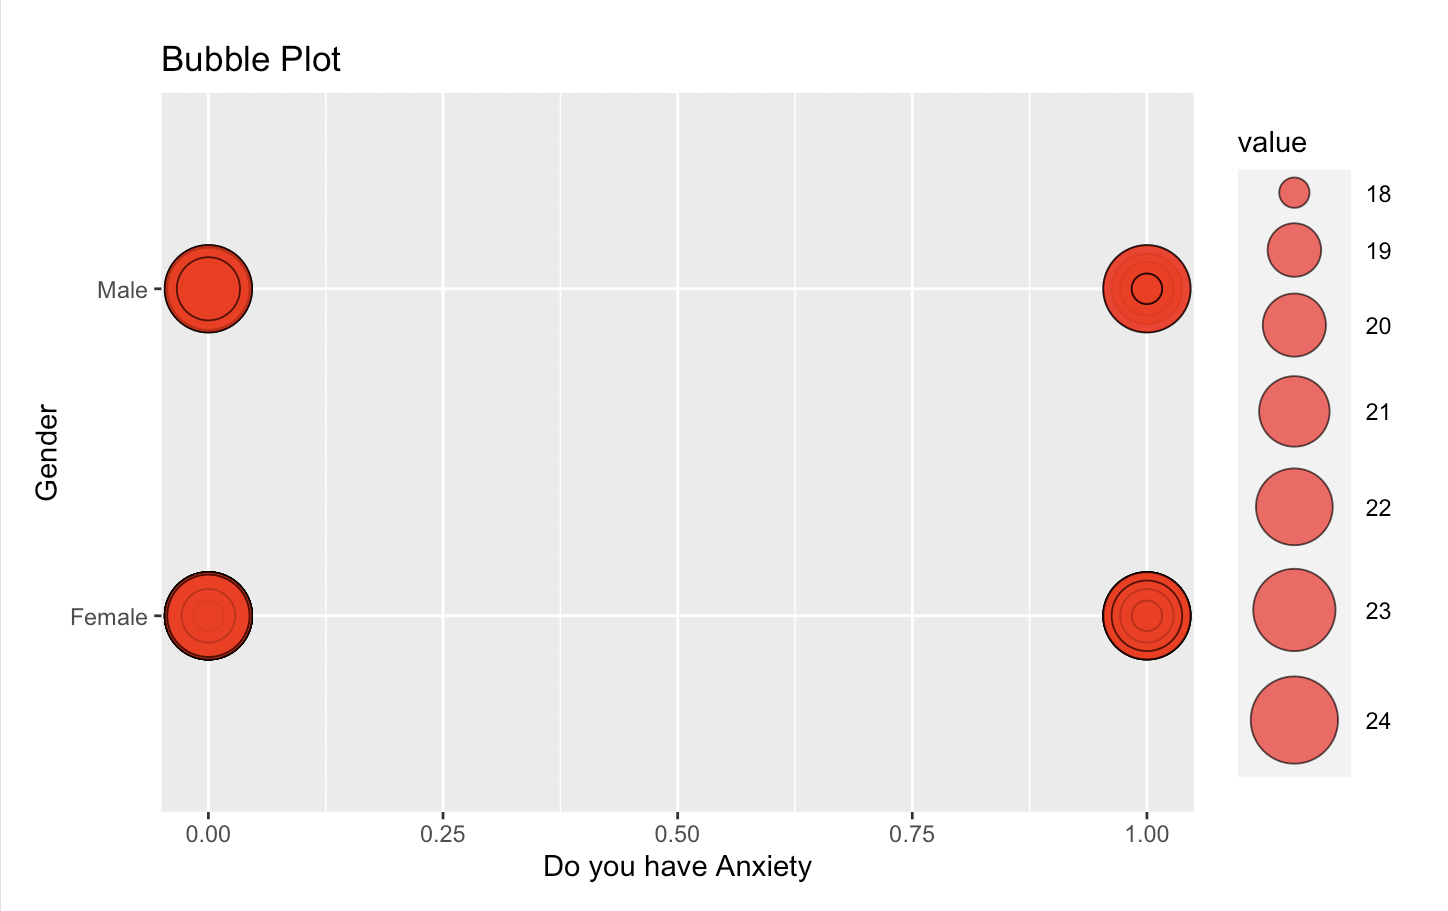 Bubble Plot
value
18
19
20
21
22
23
24
Male
Female
Gender
0.00 0.25 0.50 0.75 1.00
Do you have Anxiety